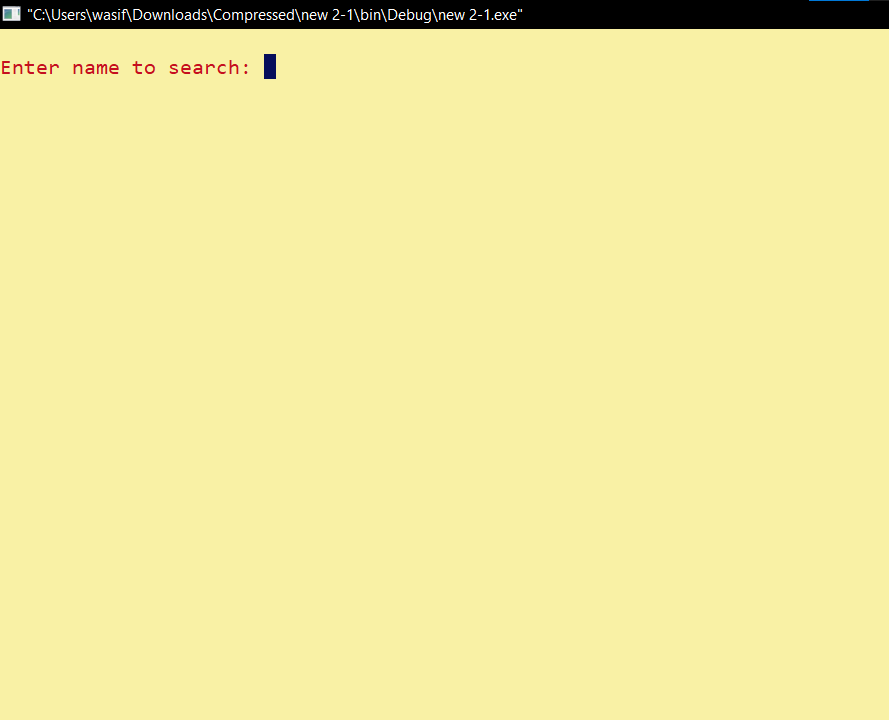 "C:\Users\wasif\Downloads\Compressed\new 2-1\bin\Debug\new 2-1.exe"
Enter name to search: